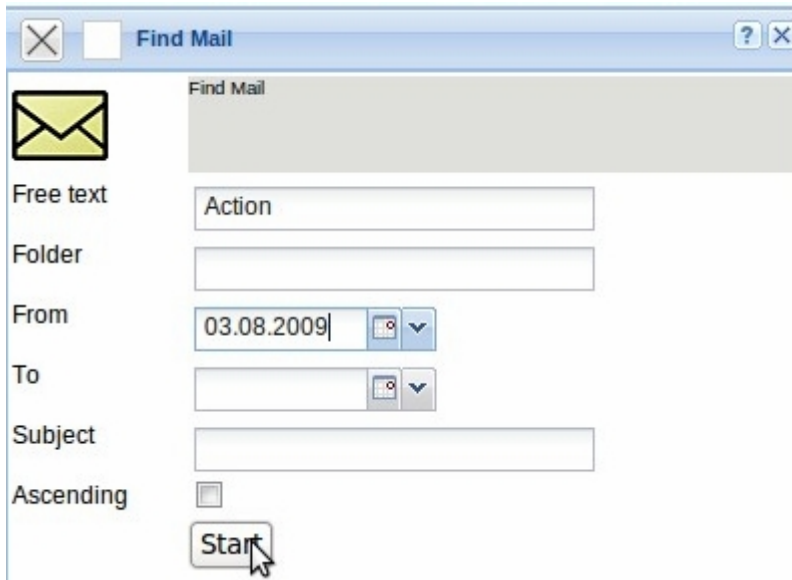 Find Mail
?
Find Mail
Free text Action
Folder
From 03.08.2009
To
Subject
Ascending
Start